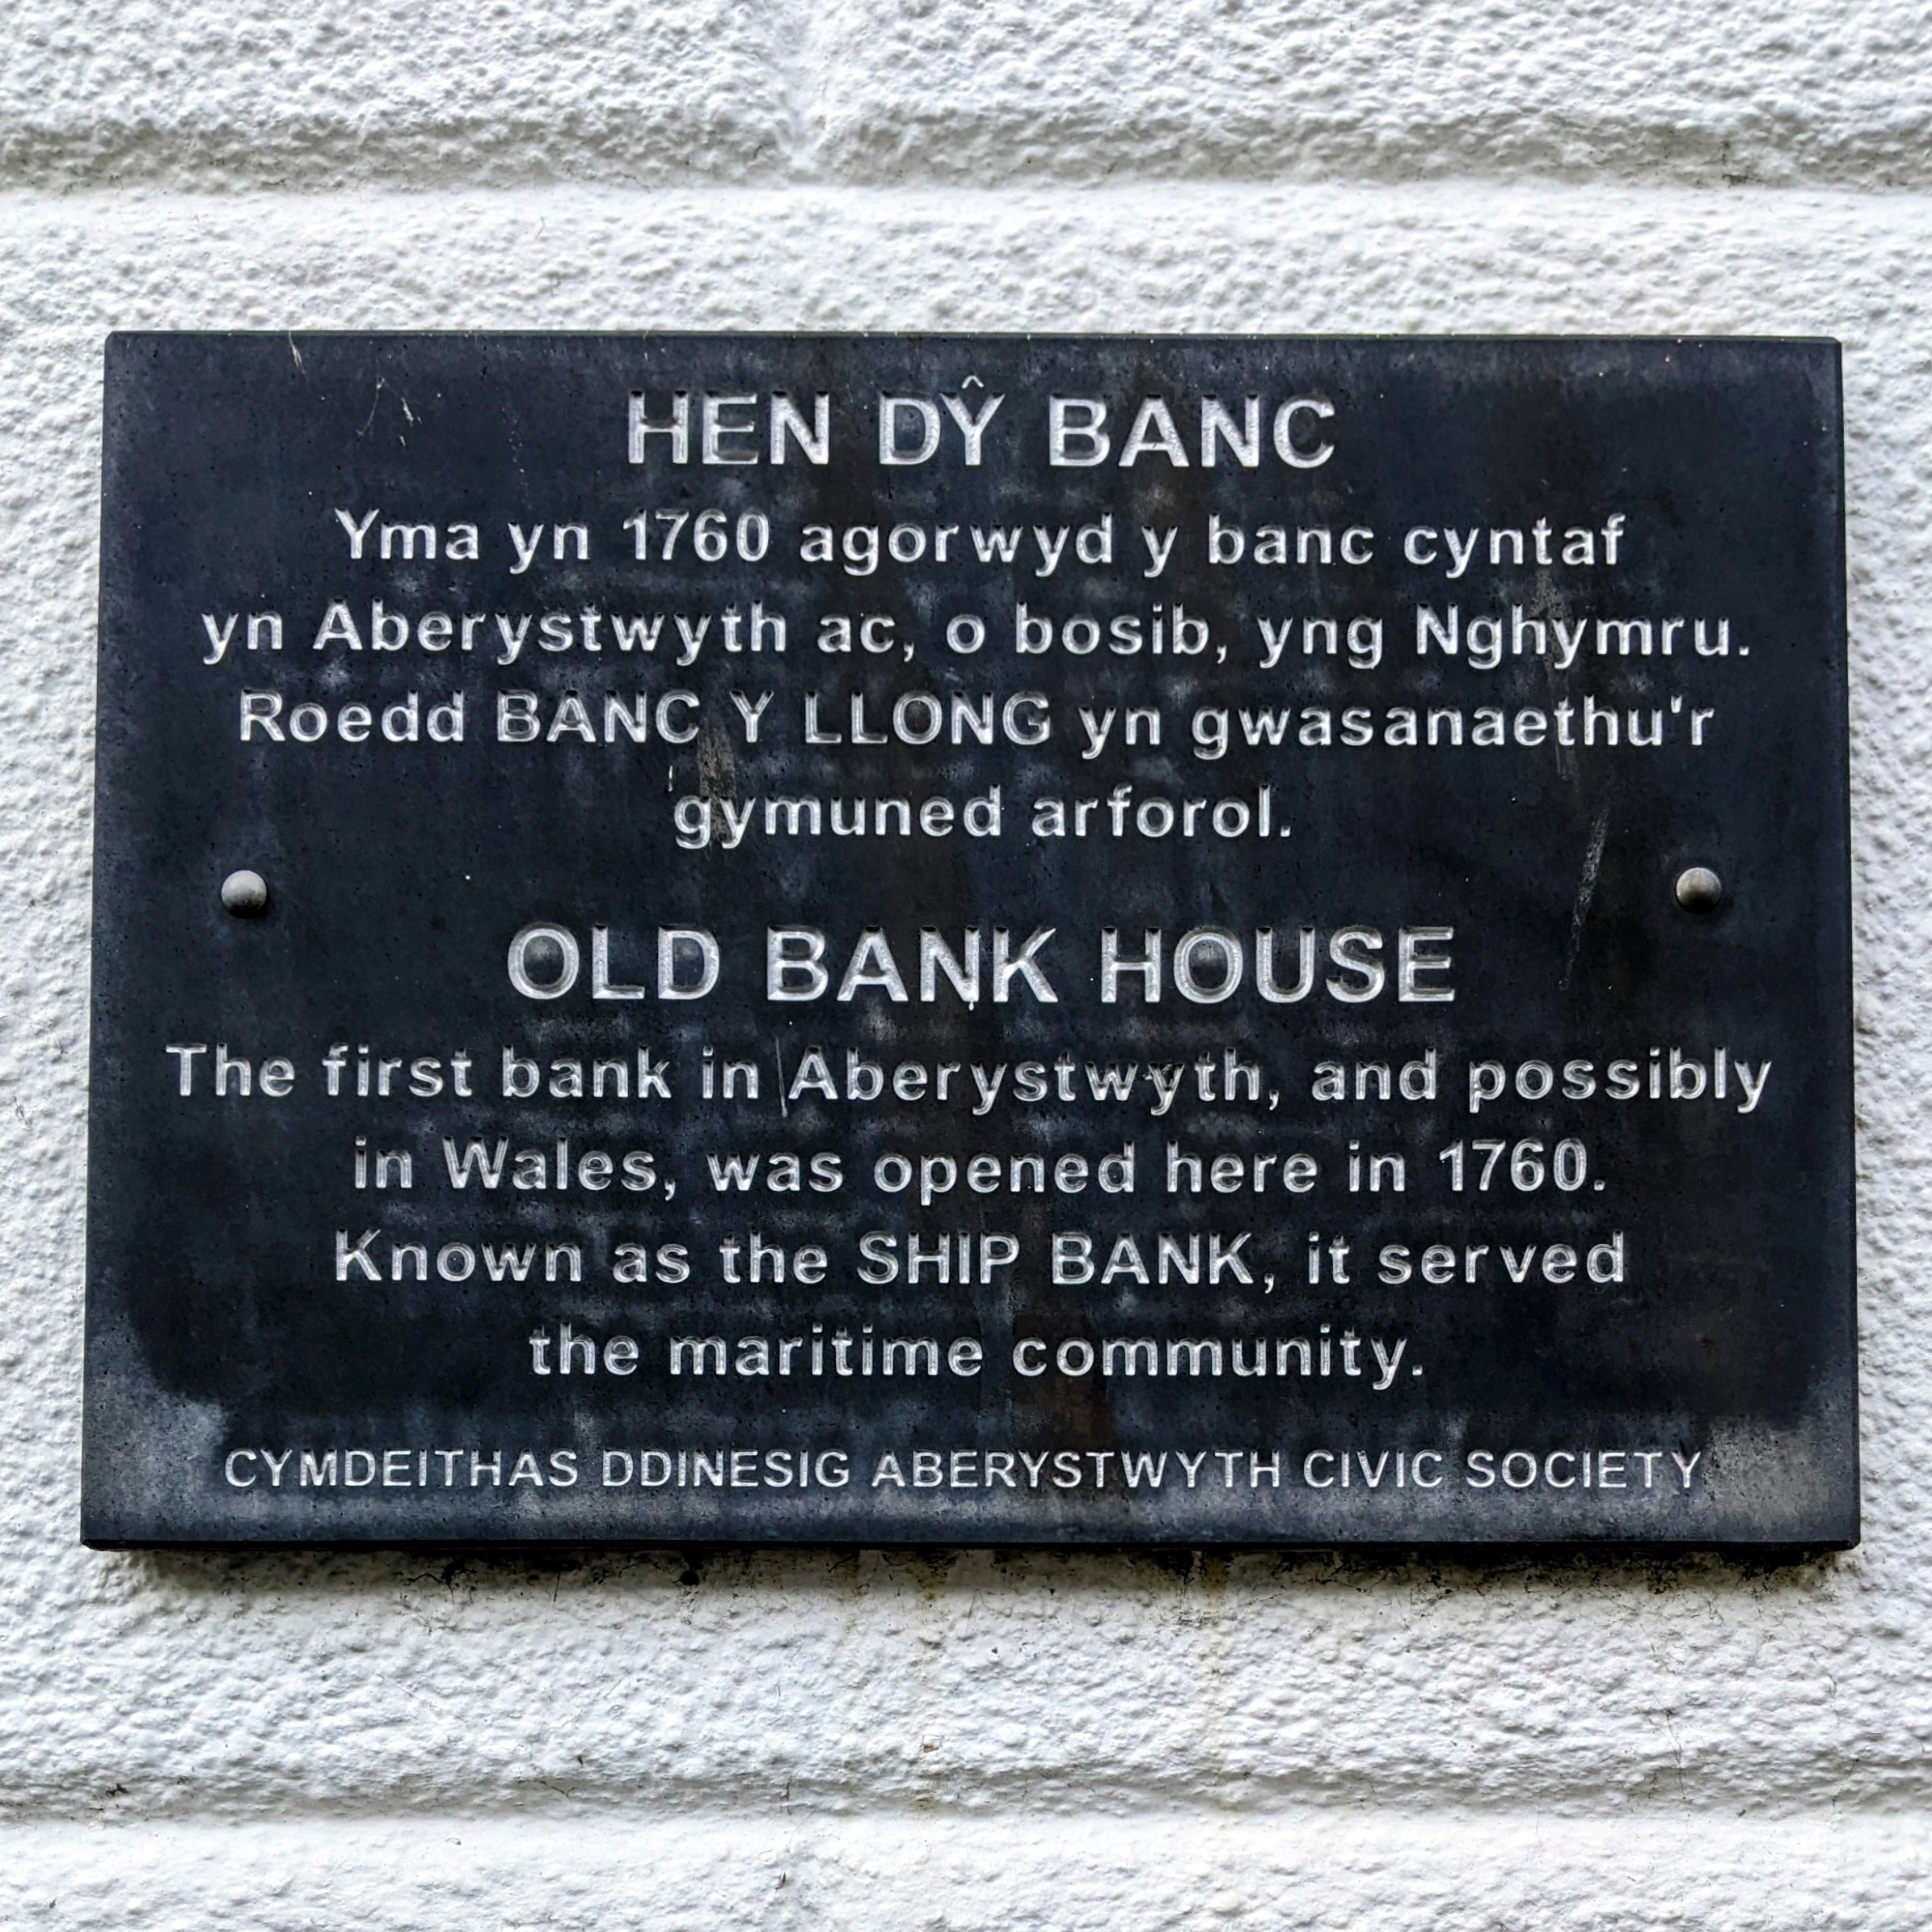 HEN DŶ BANC
Yma yn 1760 agorwyd y banc cyntaf
yn Aberystwyth ac, o bosib, yng Nghymru.
Roedd BANC Y LLONG yn gwasanaethu'r
gymuned arforol.
OLD BANK HOUSE
The first bank in Aberystwyth, and possibly
in Wales, was opened here in 1760.
Known as the SHIP BANK, it served
the maritime community.
CYMDEITHAS DDINESIG ABERYSTWYTH CIVIC SOCIETY